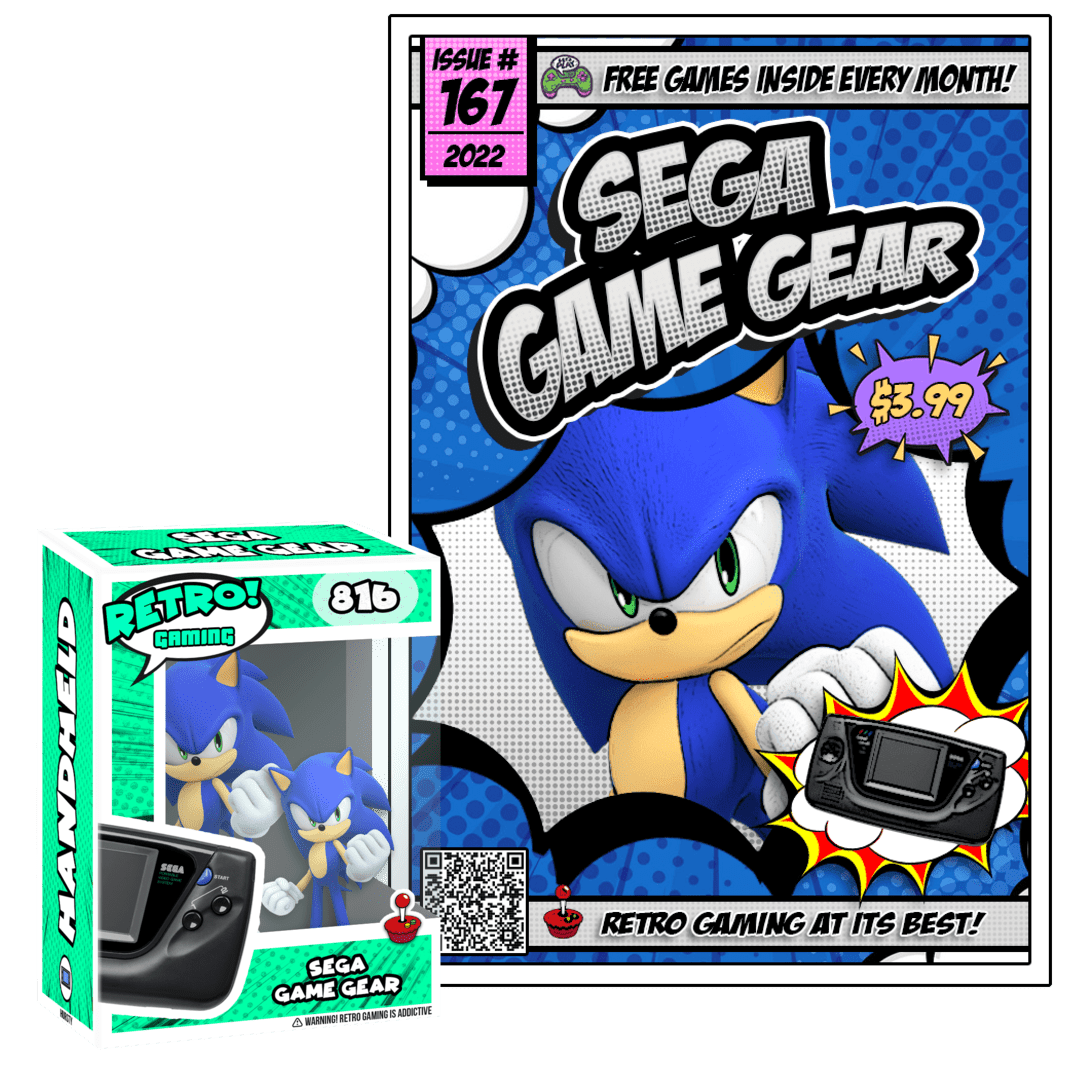 ISSUE #
167
2022
FREE GAMES INSIDE EVERY MONTH!
SEGA
GAME GEAR
$3.99
RETRO GAMING AT ITS BEST!
SEGA
GAME GEAR
RETRO!
GAMING
816
HANDHELD
SEGA
START
SEGA
GAME GEAR
WARNING! RETRO GAMING IS ADDICTIVE